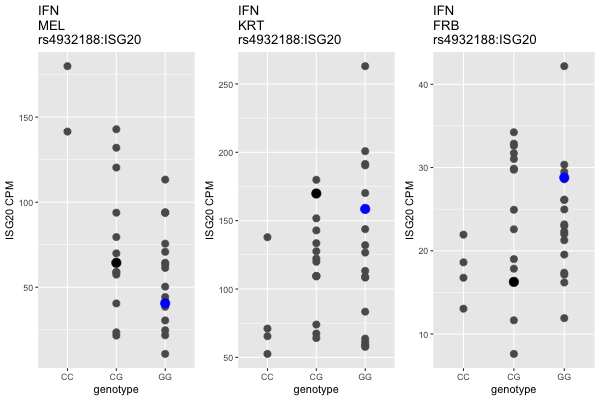 IFN
MEL
rs4932188:ISG20
ISG20 CPM
150
100
50
CC CG GG
genotype
IFN
KRT
rs4932188:ISG20
ISG20 CPM
250
200
150
100
50
CC CG GG
genotype
IFN
FRB
rs4932188:ISG20
ISG20 CPM
40
30
20
10
CC CG GG
genotype